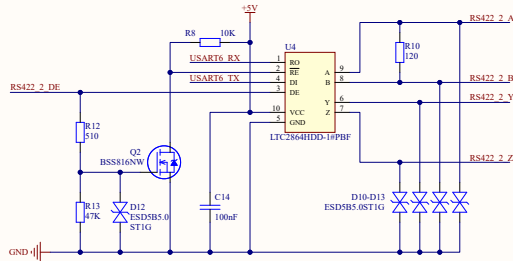 +5V
RS422_2_A
R8 10K
U4
R10
120
USART6_RX
1 RO
2 RE
A 9
USART6_TX
4 DI
B 8
RS422_2_B
RS422_2_DE
3 DE
Y 6
RS422_2_Y
Z 7
10 VCC
5 GND
LTC2864HDD-1#PBF
R12
510
Q2
BSS816NW
RS422_2_Z
R13
47K
D12
ESD5B5.0
ST1G
C14
100nF
D10-D13
ESD5B5.0ST1G
GND